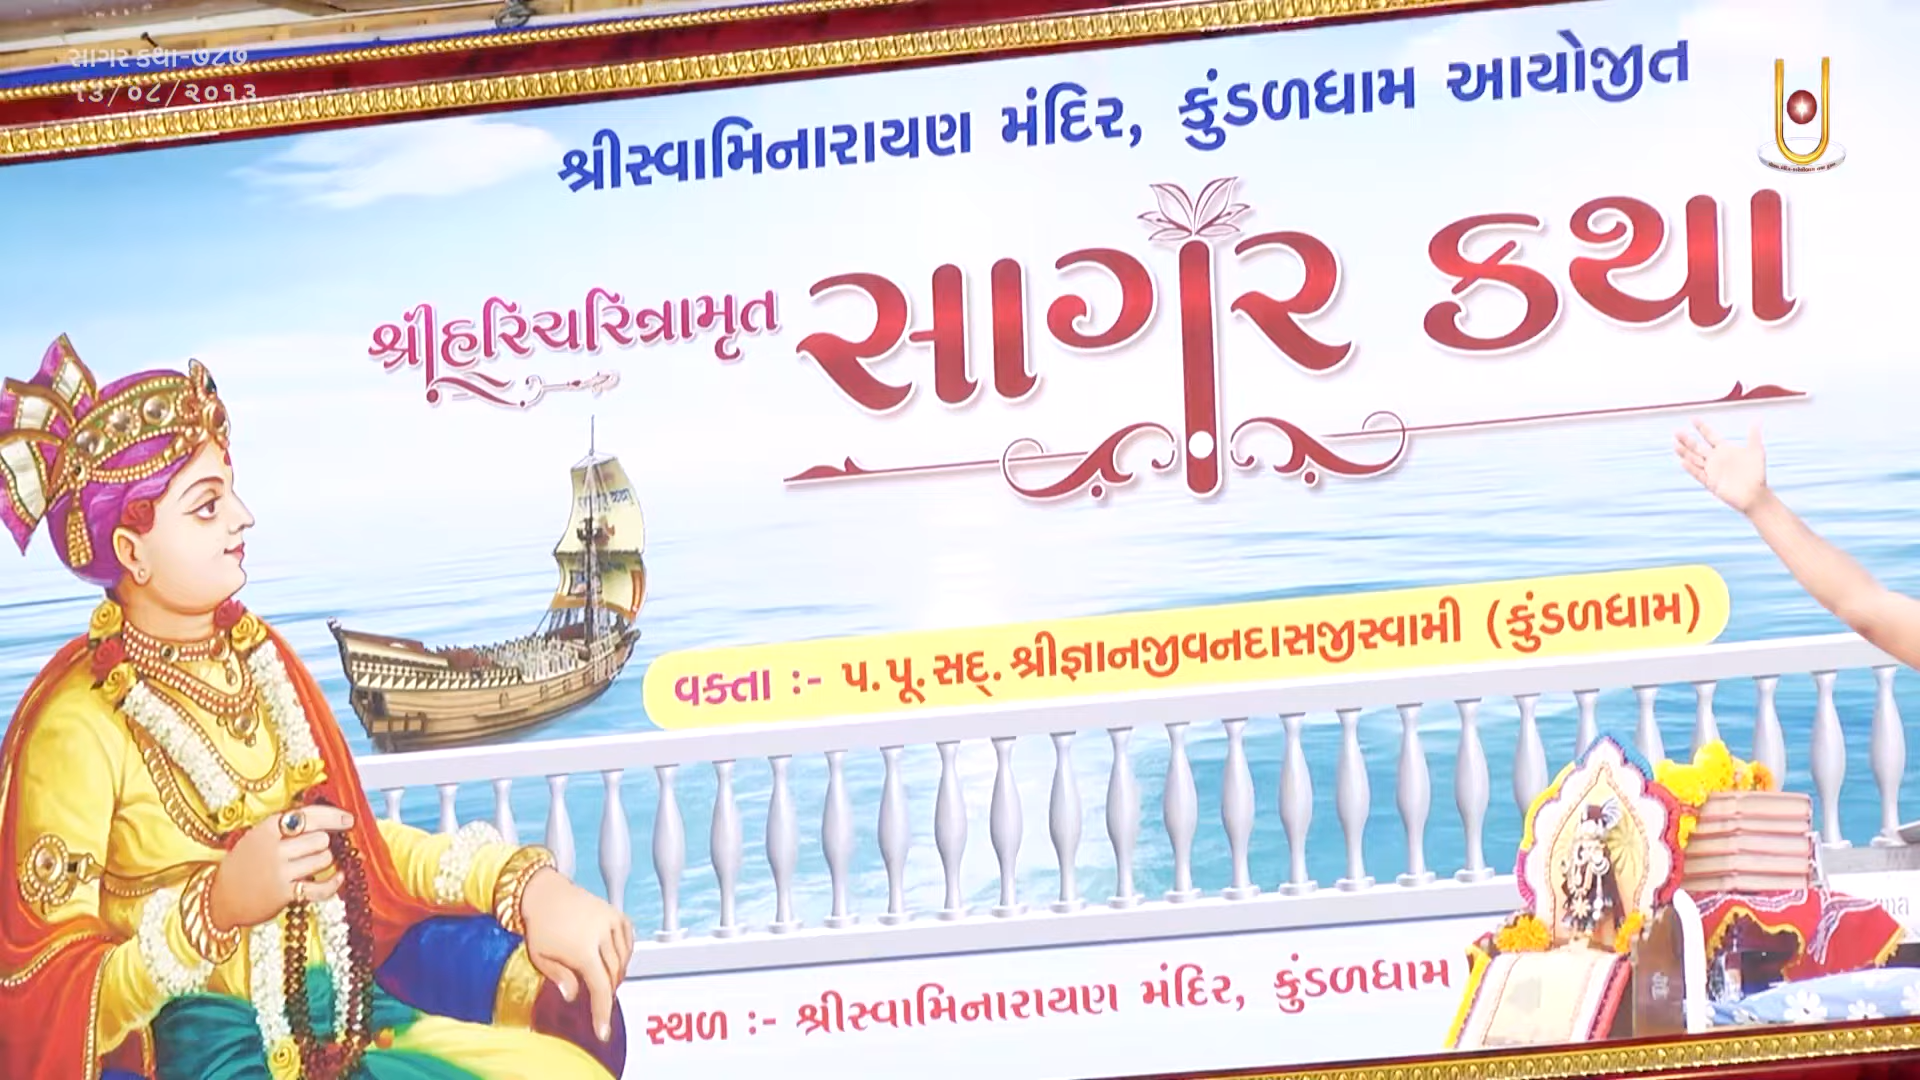 સાગર કથા-૭૮૭
૧૩/૦૮/૨૦૧૩
શ્રીસ્વામિનારાયણ મંદિર, કુંડળધામ આયોજીત
શ્રીહરિચરિત્રામૃત સાગર કથા
વક્તા :- પ.પૂ.સદ્. શ્રીજ્ઞાનજીવનદાસજીસ્વામી (કુંડળધામ)
સ્થળ :- શ્રીસ્વામિનારાયણ મંદિર, કુંડળધામ